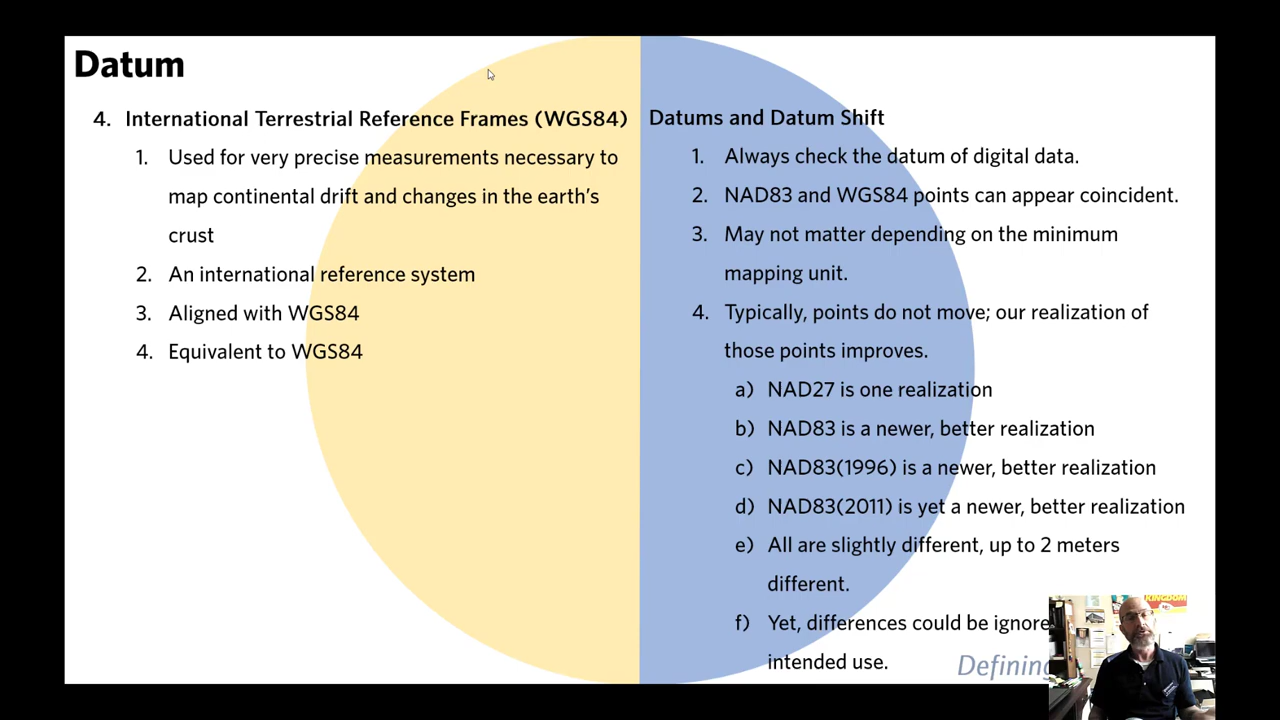 Datum
4. International Terrestrial Reference Frames (WGS84)
1. Used for very precise measurements necessary to
map continental drift and changes in the earth's
crust
2. An international reference system
3. Aligned with WGS84
4. Equivalent to WGS84
Datums and Datum Shift
1. Always check the datum of digital data.
2. NAD83 and WGS84 points can appear coincident.
3. May not matter depending on the minimum
mapping unit.
4. Typically, points do not move; our realization of
those points improves.
a) NAD27 is one realization
b) NAD83 is a newer, better realization
c) NAD83(1996) is a newer, better realization
d) NAD83(2011) is yet a newer, better realization
e) All are slightly different, up to 2 meters
different.
f) Yet, differences could be ignore
intended use.
Defining
KINGDOM